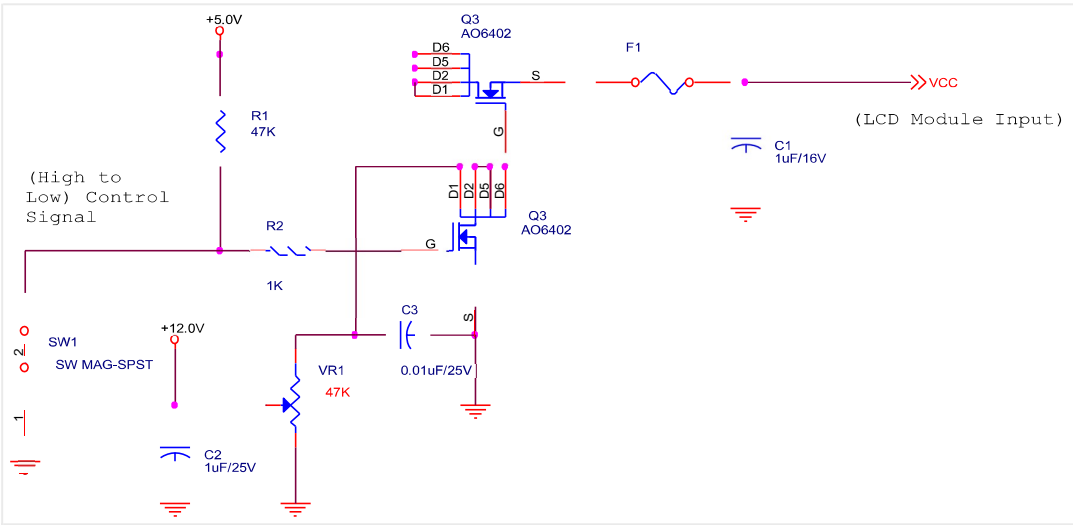 +5.0V
Q3
AO6402
D6
D5
D2
D1
S
G
F1
VCC
(LCD Module Input)
R1
47K
C1
1uF/16V
(High to
Low) Control
Signal
D1
D2
D5
D6
Q3
AO6402
R2
1K
G
S
+12.0V
SW1
SW MAG-SPST
2
1
C3
0.01uF/25V
VR1
47K
C2
1uF/25V